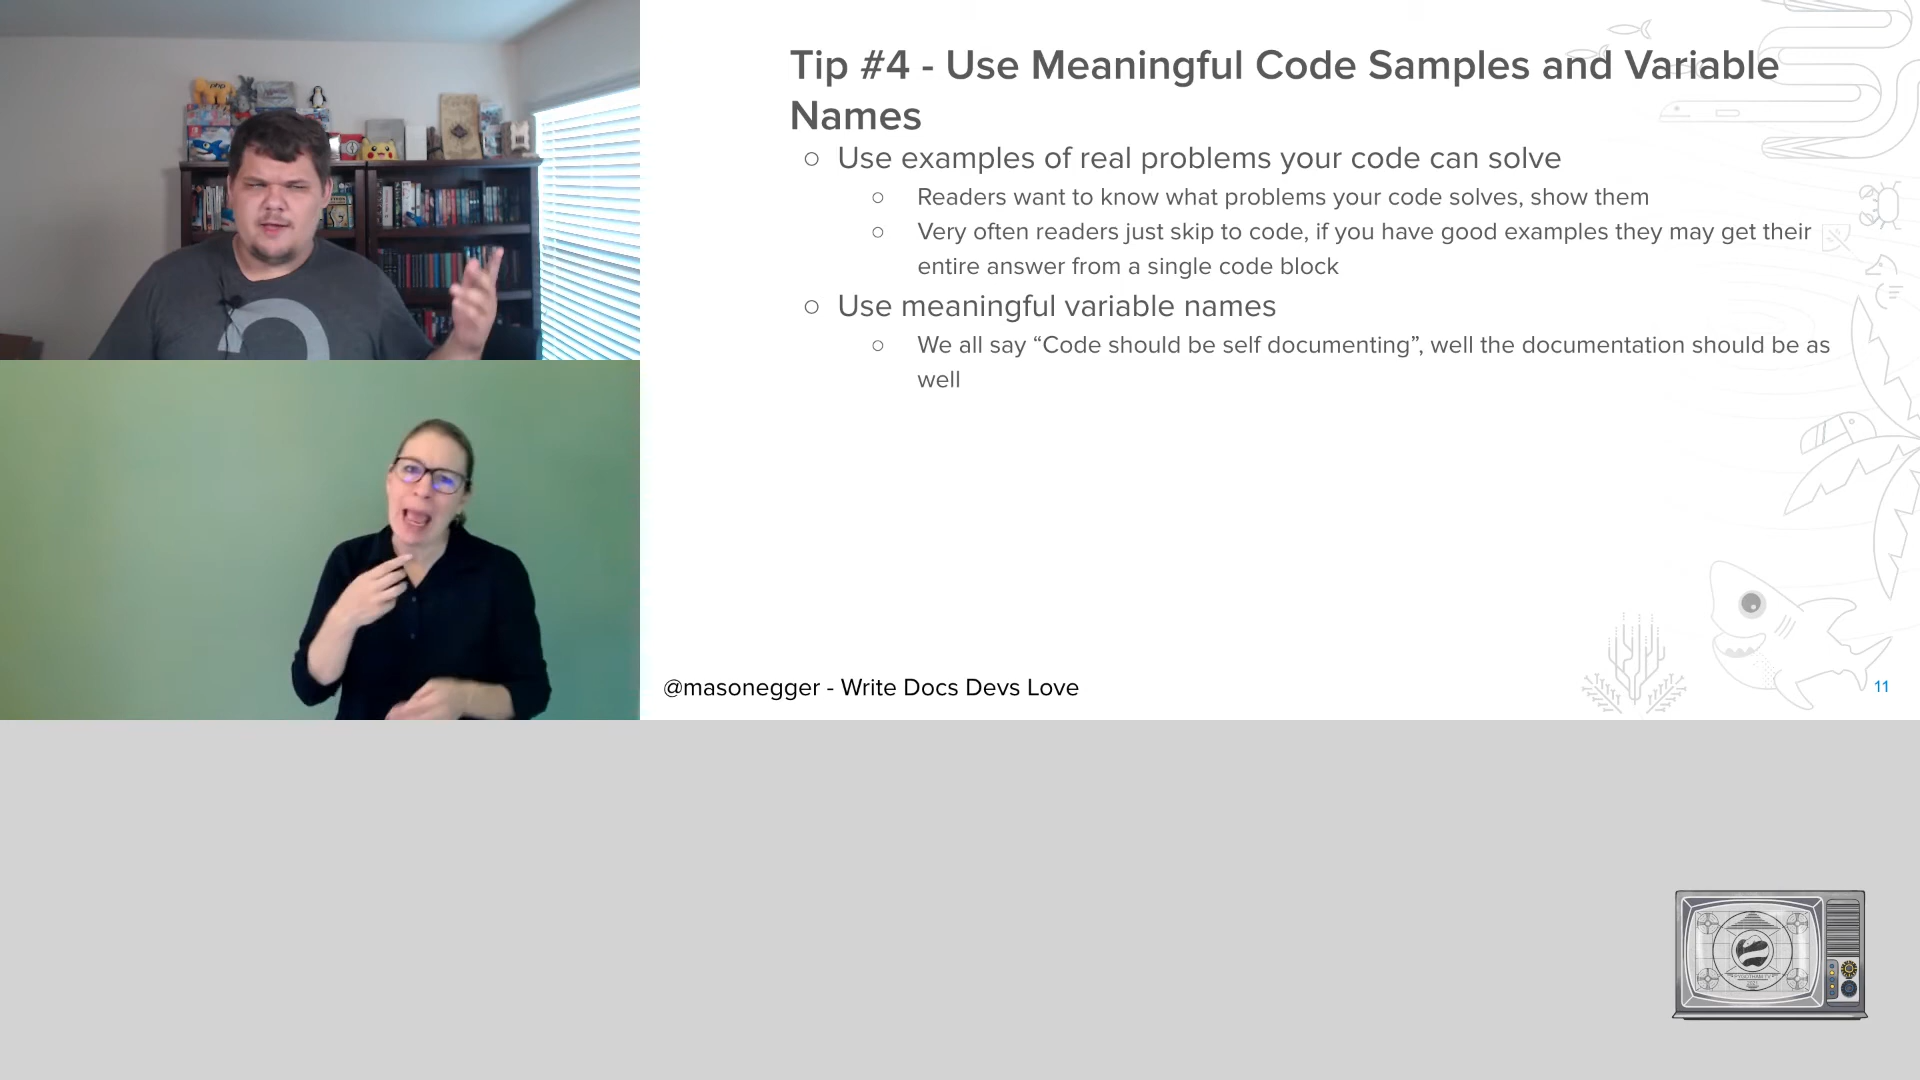 Tip #4 - Use Meaningful Code Samples and Variable
Names
Use examples of real problems your code can solve
Readers want to know what problems your code solves, show them
Very often readers just skip to code, if you have good examples they may get their
entire answer from a single code block
Use meaningful variable names
We all say “Code should be self documenting”, well the documentation should be as
well
@masonegger - Write Docs Devs Love
11